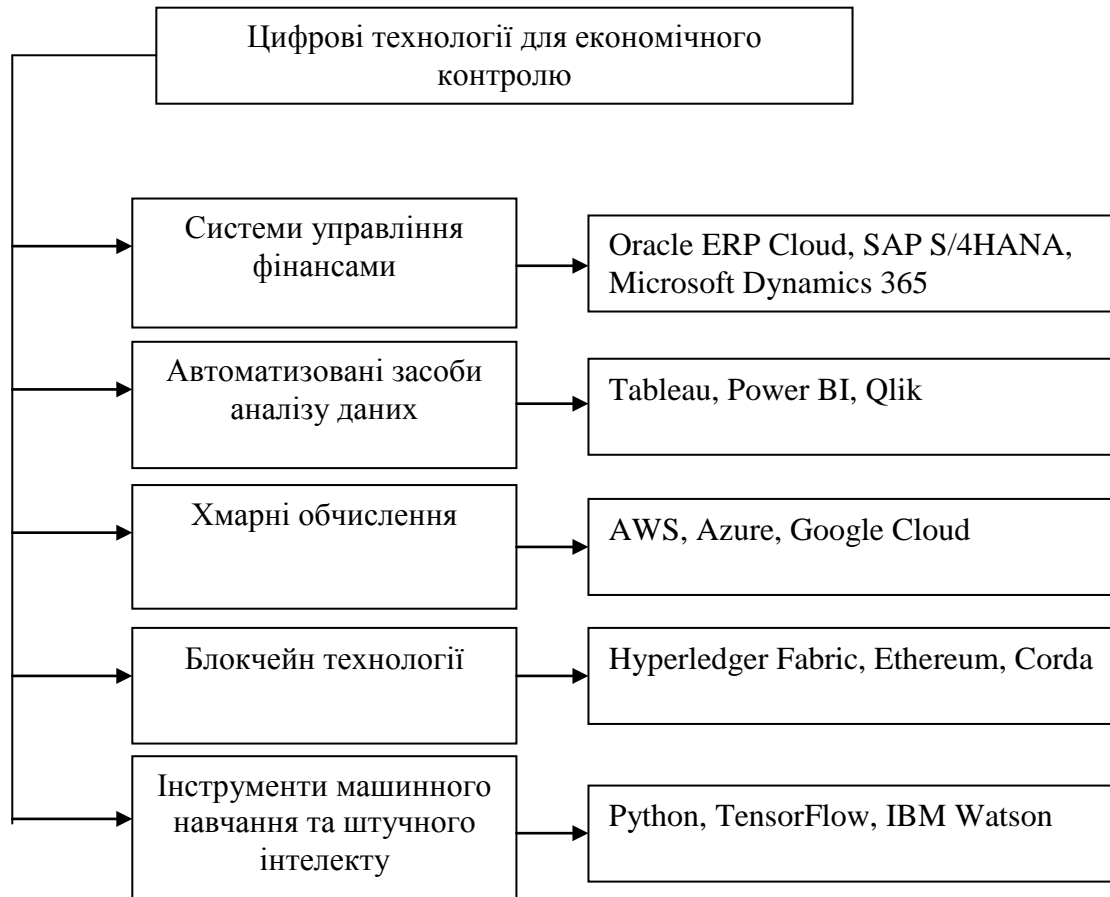 Цифрові технології для економічного
контролю
Системи управління
фінансами
Oracle ERP Cloud, SAP S/4HANA,
Microsoft Dynamics 365
Автоматизовані засоби
аналізу даних
Tableau, Power BI, Qlik
Хмарні обчислення
AWS, Azure, Google Cloud
Блокчейн технології
Hyperledger Fabric, Ethereum, Corda
Інструменти машинного
навчання та штучного
інтелекту
Python, TensorFlow, IBM Watson